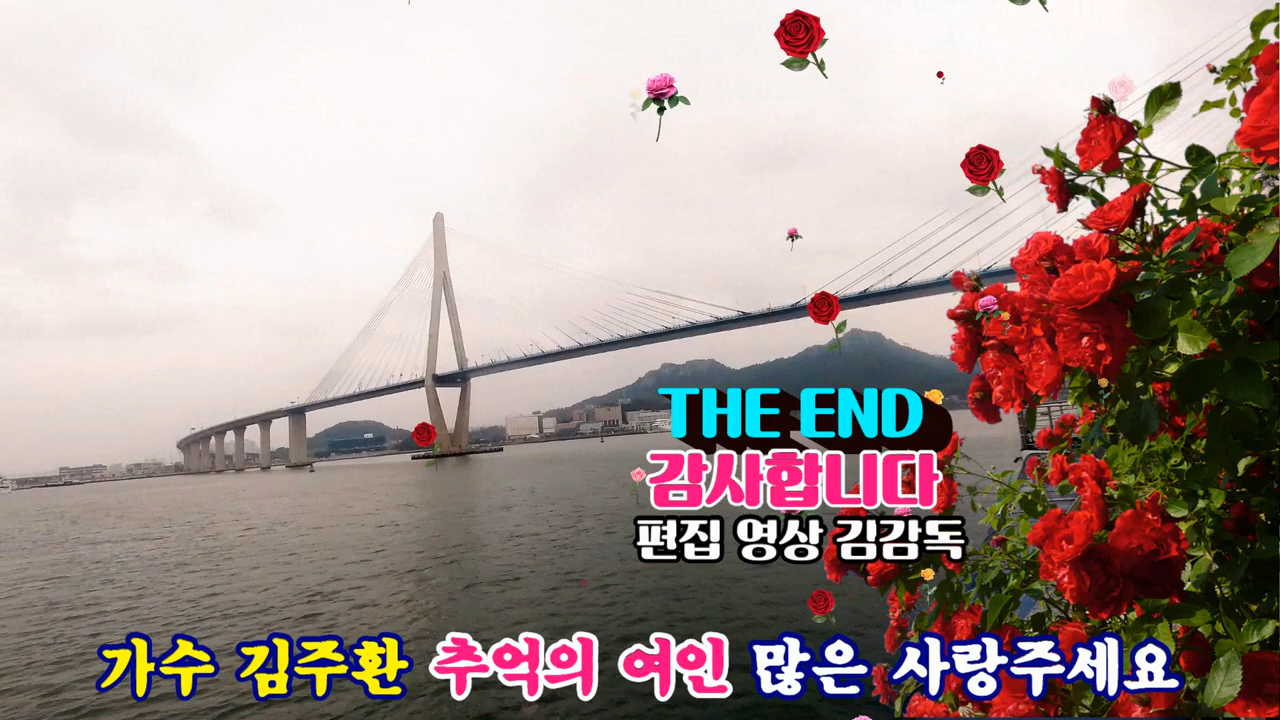 THE END
감사합니다
편집 영상 김감독
가수 김주환 추억의 여인 많은 사랑주세요